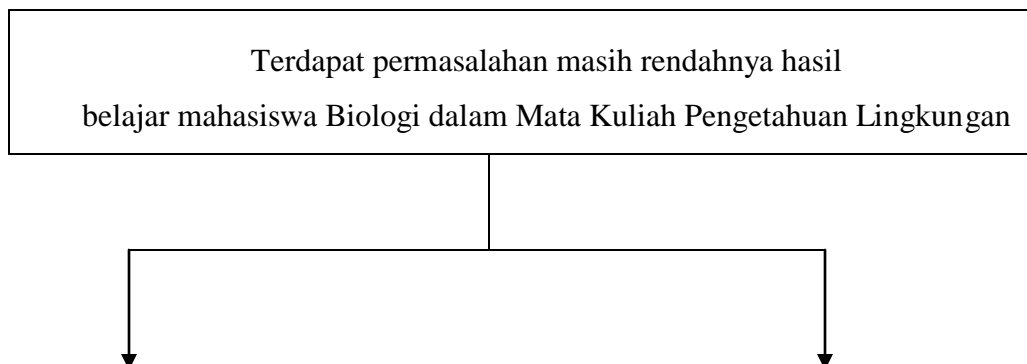 Terdapat permasalahan masih rendahnya hasil
belajar mahasiswa Biologi dalam Mata Kuliah Pengetahuan Lingkungan